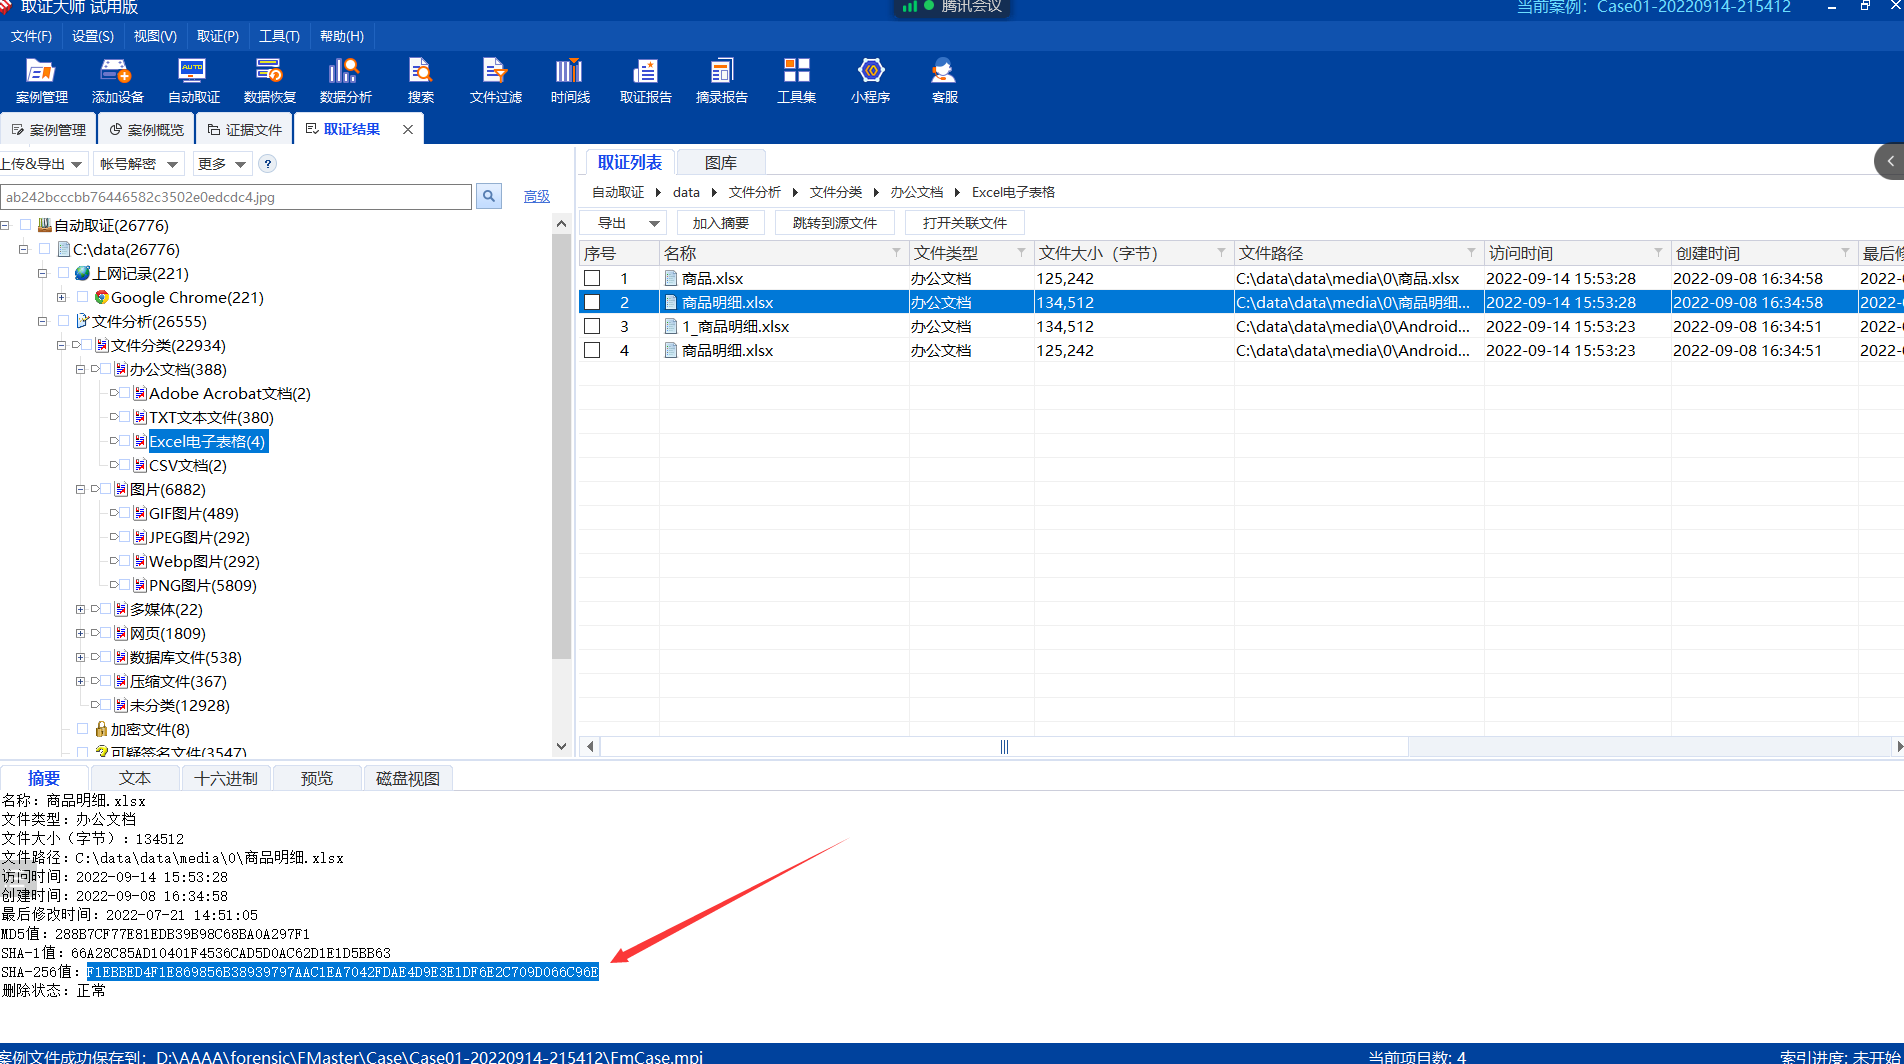 取证大师 试用版
腾讯会议
当前案例：Case01-20220914-215412
文件(F) 设置(S) 视图(V) 取证(P) 工具(T) 帮助(H)
案例管理 添加设备 自动取证 数据恢复 数据分析 搜索 文件过滤 时间线 取证报告 摘录报告 工具集 小程序 客服
案例管理 案例概览 证据文件 取证结果
上传&导出 帐号解密 更多 ?
ab242bcccbb76446582c3502e0edcdc4.jpg 高级
自动取证(26776)
C:\data(26776)
上网记录(221)
Google Chrome(221)
文件分析(26555)
文件分类(22934)
办公文档(388)
Adobe Acrobat文档(2)
TXT文本文件(380)
Excel电子表格(4)
CSV文档(2)
图片(6882)
GIF图片(489)
JPEG图片(292)
Webp图片(292)
PNG图片(5809)
多媒体(22)
网页(1809)
数据库文件(538)
压缩文件(367)
未分类(12928)
加密文件(8)
可疑签名文件(3547)
取证列表 图库
自动取证 data 文件分析 文件分类 办公文档 Excel电子表格
导出 加入摘要 跳转到源文件 打开关联文件
序号 名称 文件类型 文件大小（字节） 文件路径 访问时间 创建时间 最后修
1 商品.xlsx 办公文档 125,242 C:\data\data\media\0\商品.xlsx 2022-09-14 15:53:28 2022-09-08 16:34:58 2022-
2 商品明细.xlsx 办公文档 134,512 C:\data\data\media\0\商品明细... 2022-09-14 15:53:28 2022-09-08 16:34:58 2022-
3 1_商品明细.xlsx 办公文档 134,512 C:\data\data\media\0\Android... 2022-09-14 15:53:23 2022-09-08 16:34:51 2022-
4 商品明细.xlsx 办公文档 125,242 C:\data\data\media\0\Android... 2022-09-14 15:53:23 2022-09-08 16:34:51 2022-
摘要 文本 十六进制 预览 磁盘视图
名称：商品明细.xlsx
文件类型：办公文档
文件大小（字节）：134512
文件路径：C:\data\data\media\0\商品明细.xlsx
访问时间：2022-09-14 15:53:28
创建时间：2022-09-08 16:34:58
最后修改时间：2022-07-21 14:51:05
MD5值：288B7CF77E81EDB39B98C68BA0A297F1
SHA-1值：66A28C85AD10401F4536CAD5D0AC62D1E1D5BB63
SHA-256值：F1EBBED4F1E869856B38939797AAC1EA7042FDAE4D9E3E1DF6E2C709D066C96E
删除状态：正常
案例文件成功保存到：D:\AAAA\forensic\FMaster\Case\Case01-20220914-215412\FmCase.mpi
当前项目数：4
索引进度：未开始